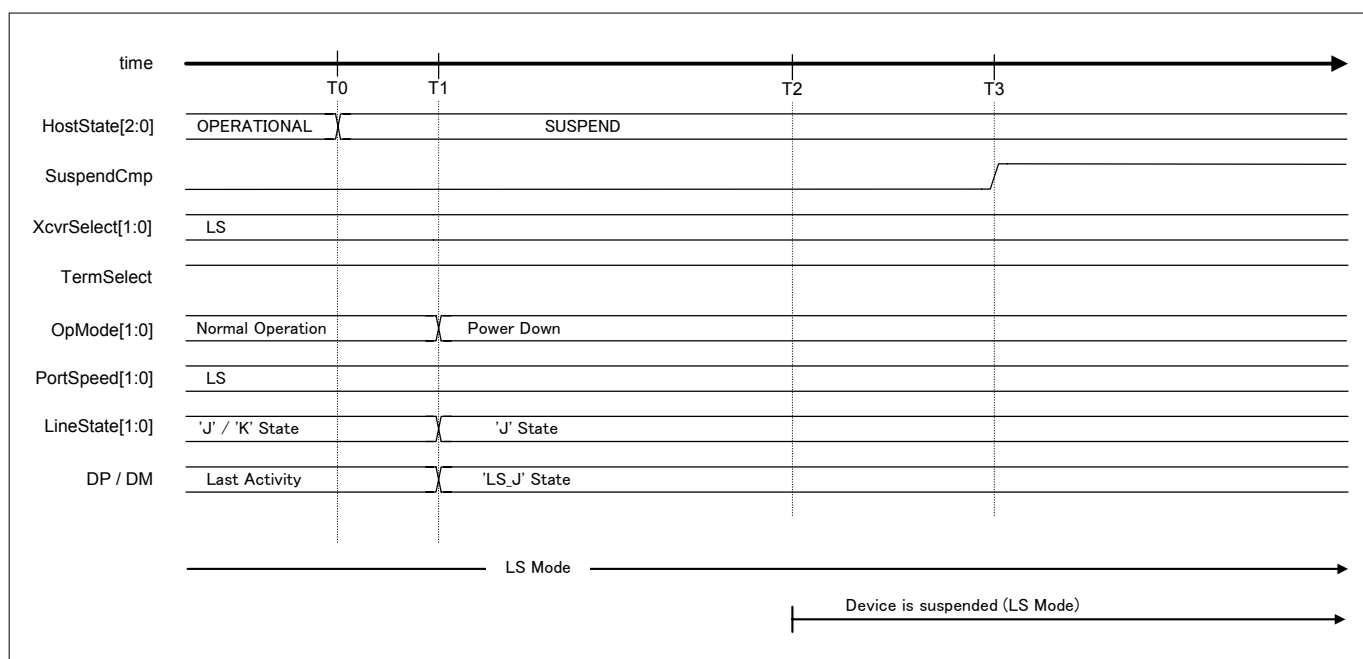 time
T0 T1 T2 T3
HostState[2:0] OPERATIONAL SUSPEND
SuspendCmp
XcvrSelect[1:0] LS
TermSelect
OpMode[1:0] Normal Operation Power Down
PortSpeed[1:0] LS
LineState[1:0] 'J' / 'K' State 'J' State
DP / DM Last Activity 'LS_J' State
LS Mode
Device is suspended (LS Mode)